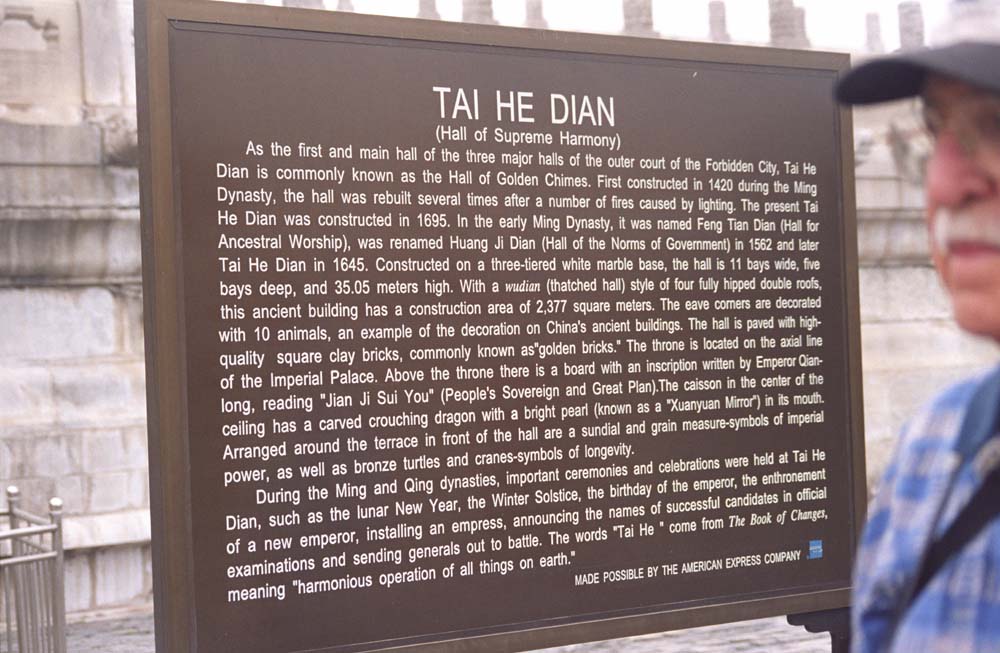 TAI HE DIAN
(Hall of Supreme Harmony)
As the first and main hall of the three major halls of the outer court of the Forbidden City, Tai He
Dian is commonly known as the Hall of Golden Chimes. First constructed in 1420 during the Ming
Dynasty, the hall was rebuilt several times after a number of fires caused by lighting. The present Tai
He Dian was constructed in 1695. In the early Ming Dynasty, it was named Feng Tian Dian (Hall for
Ancestral Worship), was renamed Huang Ji Dian (Hall of the Norms of Government) in 1562 and later
Tai He Dian in 1645. Constructed on a three-tiered white marble base, the hall is 11 bays wide, five
bays deep, and 35.05 meters high. With a wudian (thatched hall) style of four fully hipped double roofs,
this ancient building has a construction area of 2,377 square meters. The eave corners are decorated
with 10 animals, an example of the decoration on China's ancient buildings. The hall is paved with high-
quality square clay bricks, commonly known as"golden bricks." The throne is located on the axial line
of the Imperial Palace. Above the throne there is a board with an inscription written by Emperor Qian-
long, reading "Jian Ji Sui You" (People's Sovereign and Great Plan).The caisson in the center of the
ceiling has a carved crouching dragon with a bright pearl (known as a "Xuanyuan Mirror") in its mouth.
Arranged around the terrace in front of the hall are a sundial and grain measure-symbols of imperial
power, as well as bronze turtles and cranes-symbols of longevity.
During the Ming and Qing dynasties, important ceremonies and celebrations were held at Tai He
Dian, such as the lunar New Year, the Winter Solstice, the birthday of the emperor, the enthronement
of a new emperor, installing an empress, announcing the names of successful candidates in official
examinations and sending generals out to battle. The words "Tai He " come from The Book of Changes,
meaning "harmonious operation of all things on earth."
MADE POSSIBLE BY THE AMERICAN EXPRESS COMPANY